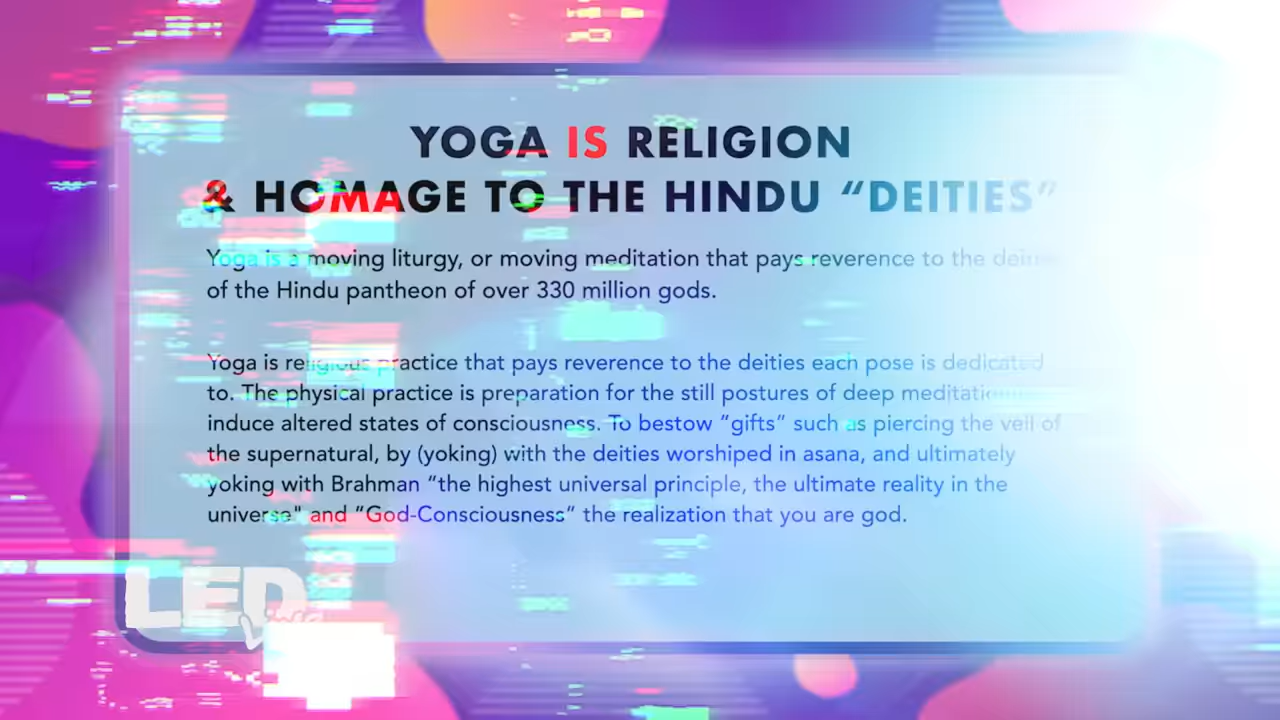 YOGA IS RELIGION
& HOMAGE TO THE HINDU “DEITIES”
Yoga is a moving liturgy, or moving meditation that pays reverence to the
of the Hindu pantheon of over 330 million gods.
Yoga is religious practice that pays reverence to the deities each pose is dedicated
to. The physical practice is preparation for the still postures of deep
induce altered states of consciousness. To bestow “gifts” such as piercing the veil of
the supernatural, by (yoking) with the deities worshiped in asana, and ultimately
yoking with Brahman “the highest universal principle, the ultimate reality in the
universe" and “God-Consciousness” the realization that you are god.
LED